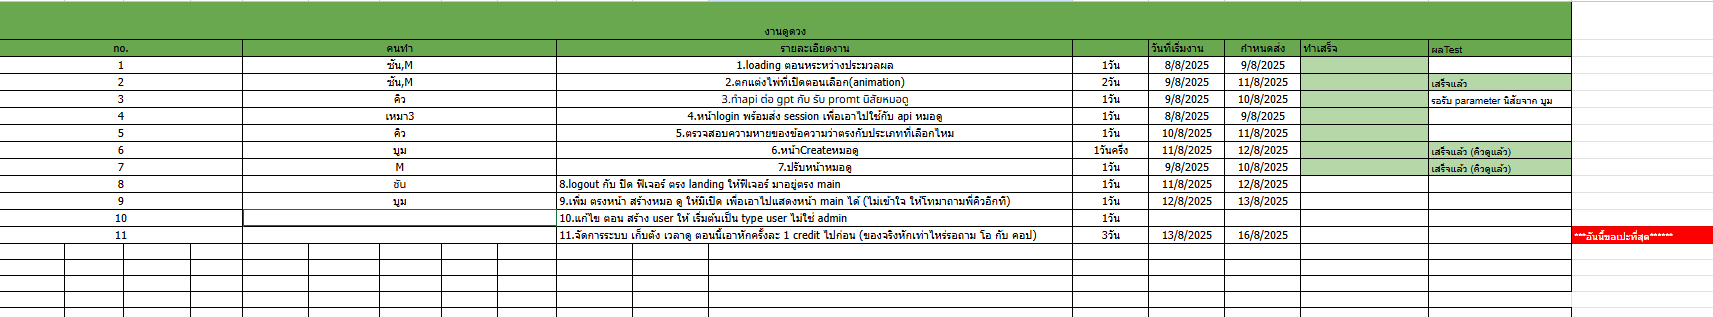 งานดูดวง
no. คนทำ รายละเอียดงาน วันที่เริ่มงาน กำหนดส่ง ทำเสร็จ ผลTest
1 ซัน,M 1.loading ตอนหระหว่างประมวลผล 1วัน 8/8/2025 9/8/2025
2 ซัน,M 2.ตกแต่งไพ่ที่เปิดตอนเลือก(animation) 2วัน 9/8/2025 11/8/2025 เสร็จแล้ว
3 คิว 3.ทำapi ต่อ gpt กับ รับ promt นิสัยหมอดู 1วัน 9/8/2025 10/8/2025 รอรับ parameter นิสัยจาก บูม
4 เหมา3 4.หน้าlogin พร้อมส่ง session เพื่อเอาไปใช้กับ api หมอดู 1วัน 8/8/2025 9/8/2025
5 คิว 5.ตรวจสอบความหายของข้อความว่าตรงกับประเภทที่เลือกไหม 1วัน 10/8/2025 11/8/2025
6 บูม 6.หน้าCreateหมอดู 1วันครึ่ง 11/8/2025 12/8/2025 เสร็จแล้ว (คิวดูแล้ว)
7 M 7.ปรับหน้าหมอดู 1วัน 9/8/2025 10/8/2025 เสร็จแล้ว (คิวดูแล้ว)
8 ซัน 8.logout กับ ปิด ฟีเจอร์ ตรง landing ให้ฟีเจอร์ มาอยู่ตรง main 1วัน 11/8/2025 12/8/2025
9 บูม 9.เพิ่ม ตรงหน้า สร้างหมอ ดู ให้มีเปิด เพื่อเอาไปแสดงหน้า main ได้ (ไม่เข้าใจ ให้โทมาถามพี่คิวอีกที) 1วัน 12/8/2025 13/8/2025
10 10.แก้ไข ตอน สร้าง user ให้ เริ่มต้นเป็น type user ไม่ใช่ admin 1วัน
11 11.จัดการระบบ เก็บตัง เวลาดู ตอนนี้เอาหักครั้งละ 1 credit ไปก่อน (ของจริงหักเท่าไหร่รอถาม โอ กับ คอป) 3วัน 13/8/2025 16/8/2025 ***อันนี้ขอเปะที่สุด******